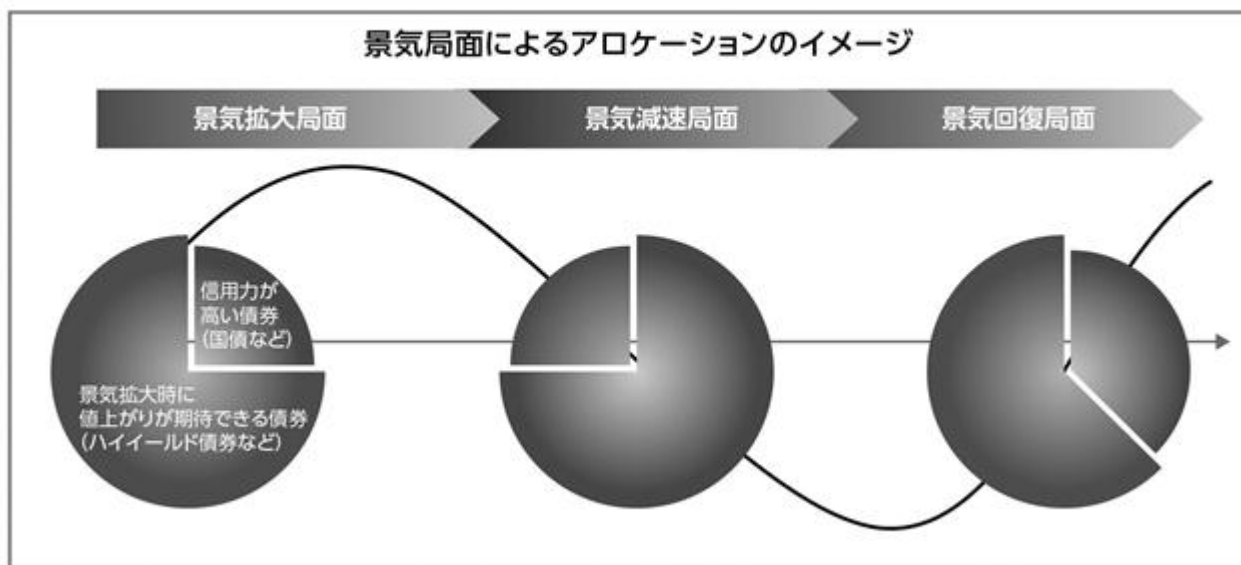 景気局面によるアロケーションのイメージ
景気拡大局面
景気減速局面
景気回復局面
信用力が
高い債券
(国債など)
景気拡大時に
値上がりが期待できる債券
(ハイイールド債券など)